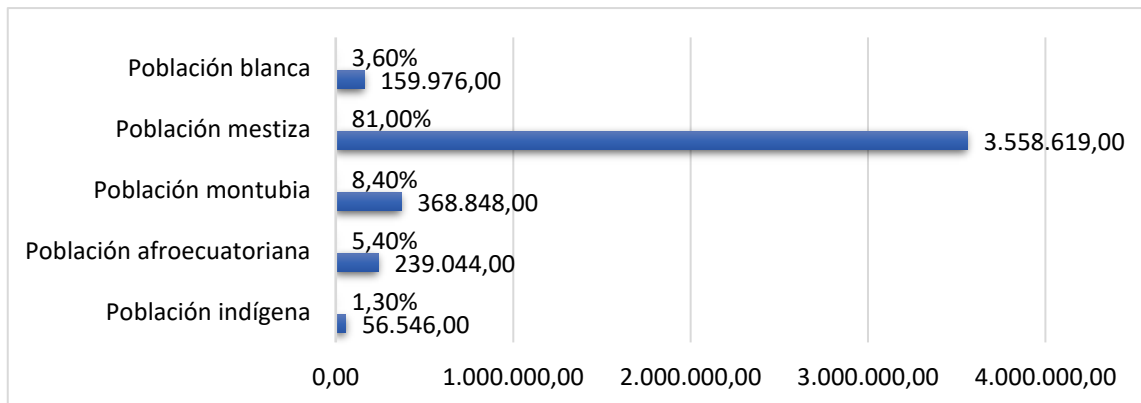 Población blanca
3,60%
159.976,00
Población mestiza
81,00%
3.558.619,00
Población montubia
8,40%
368.848,00
Población afroecuatoriana
5,40%
239.044,00
Población indígena
1,30%
56.546,00
0,00 1.000.000,00 2.000.000,00 3.000.000,00 4.000.000,00